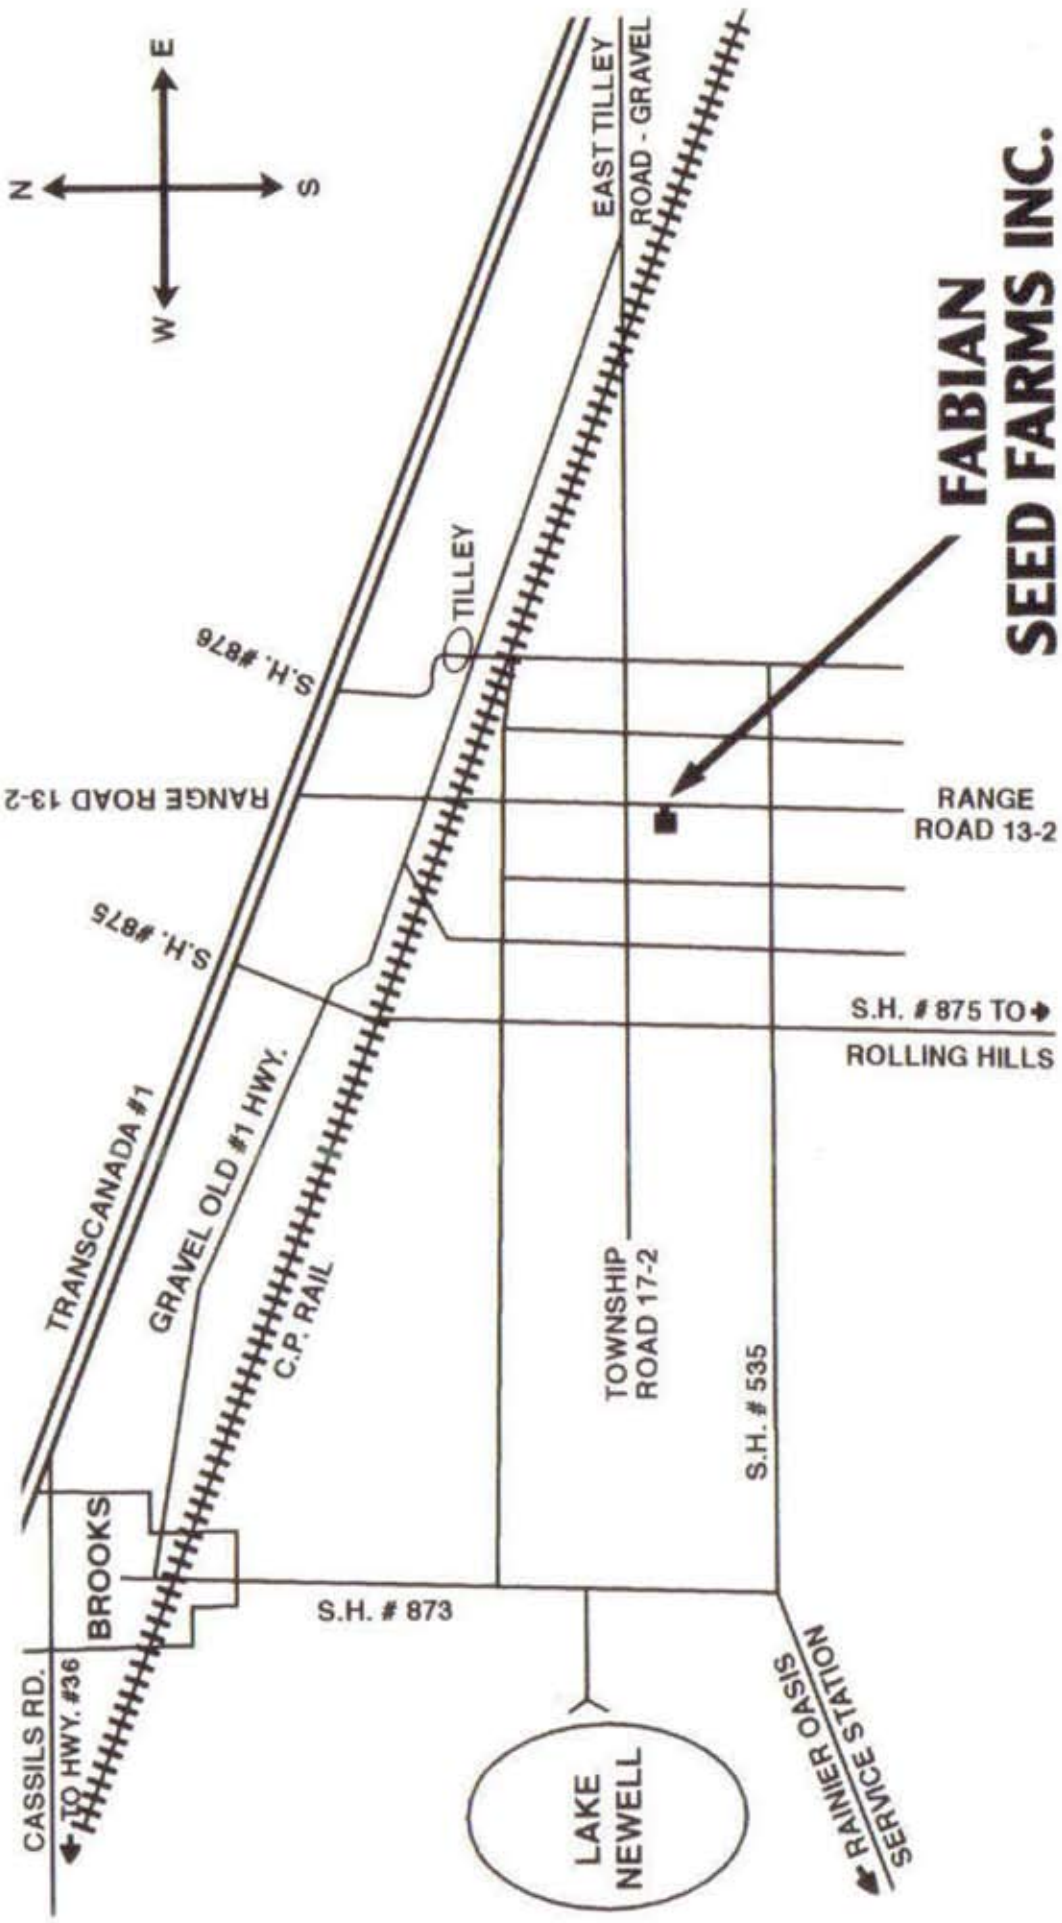 N
W
E
S
CASSILS RD.
TO HWY. #36
BROOKS
TRANSCANADA #1
GRAVEL OLD #1 HWY.
C.P. RAIL
S.H. #875
RANGE ROAD 13-2
S.H. #876
TILLEY
EAST TILLEY
ROAD - GRAVEL
S.H. # 873
LAKE
NEWELL
TOWNSHIP
ROAD 17-2
S.H. # 535
RAINIER OASIS
SERVICE STATION
S.H. # 875 TO
ROLLING HILLS
RANGE
ROAD 13-2
FABIAN
SEED FARMS INC.